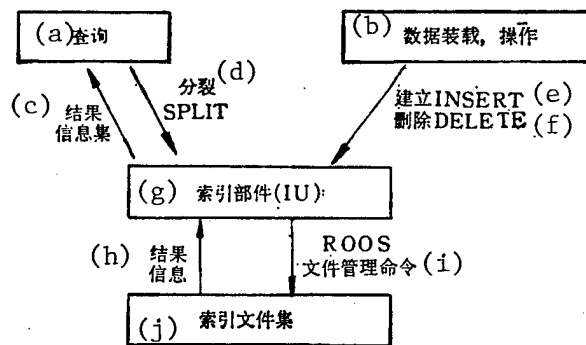 (a)查询
(b) 数据装载，操作
(c) 结果
信息集
分裂(d)
SPLIT
建立INSERT (e)
删除DELETE (f)
(g) 索引部件(IU)
(h) 结果
信息
ROOS
文件管理命令(i)
(j) 索引文件集